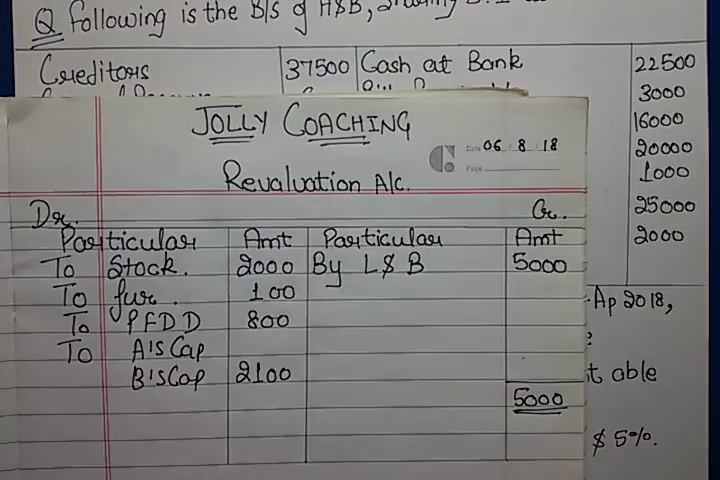 Q Following is the B/S of A & B,
Creditors 37500 Cash at Bank 22500
3000
16000
20000
1000
25000
2000
JOLLY COACHING
Date 06 / 8 / 18
Page
Revaluation A/c.
Dr. Cr.
Particular Amt Particular Amt
To Stock. 2000 By L & B 5000
To fur. 100
To PFDD 800
To A's Cap
B's Cap 2100
5000
Ap 2018,
?
t able
& 5%.